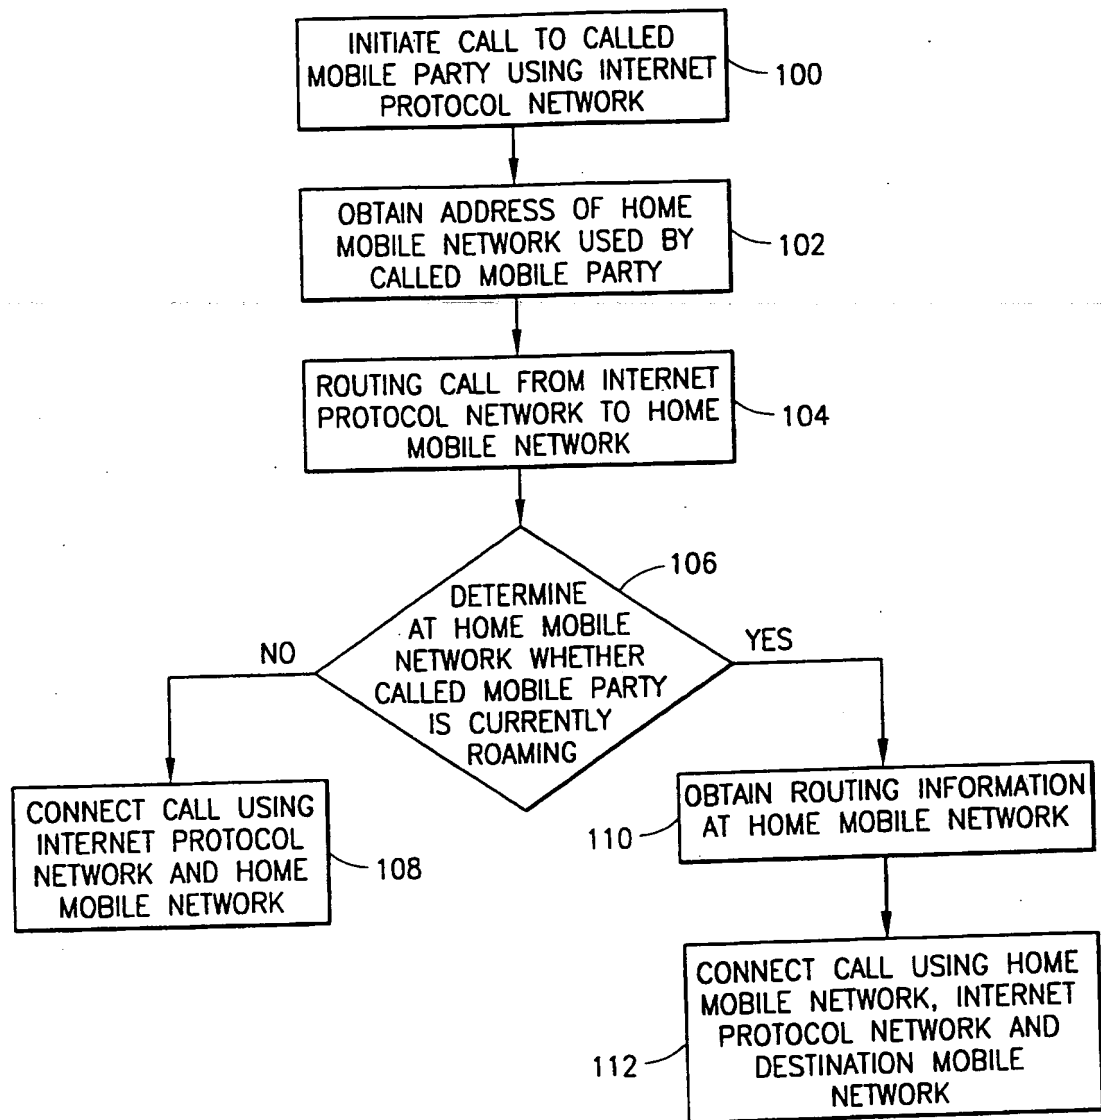 INITIATE CALL TO CALLED
MOBILE PARTY USING INTERNET
PROTOCOL NETWORK
100
OBTAIN ADDRESS OF HOME
MOBILE NETWORK USED BY
CALLED MOBILE PARTY
102
ROUTING CALL FROM INTERNET
PROTOCOL NETWORK TO HOME
MOBILE NETWORK
104
106
DETERMINE
AT HOME MOBILE
NETWORK WHETHER
CALLED MOBILE PARTY
IS CURRENTLY
ROAMING
NO
YES
CONNECT CALL USING
INTERNET PROTOCOL
NETWORK AND HOME
MOBILE NETWORK
108
OBTAIN ROUTING INFORMATION
AT HOME MOBILE NETWORK
110
CONNECT CALL USING HOME
MOBILE NETWORK, INTERNET
PROTOCOL NETWORK AND
DESTINATION MOBILE
NETWORK
112